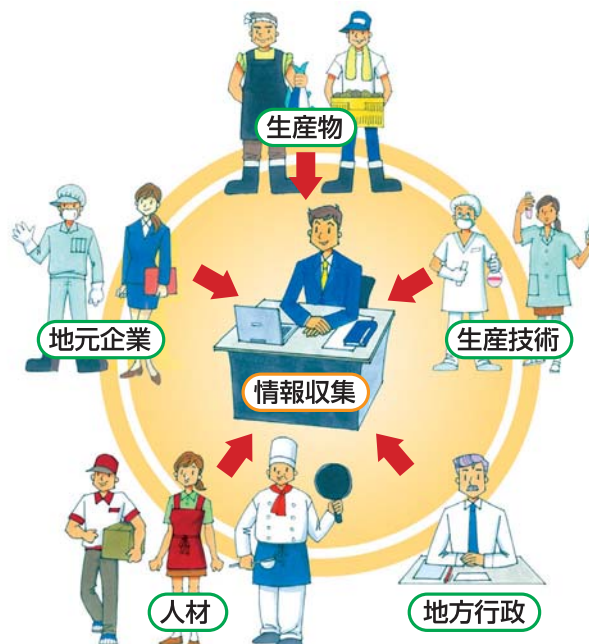 生産物
地元企業
生産技術
情報収集
人材
地方行政